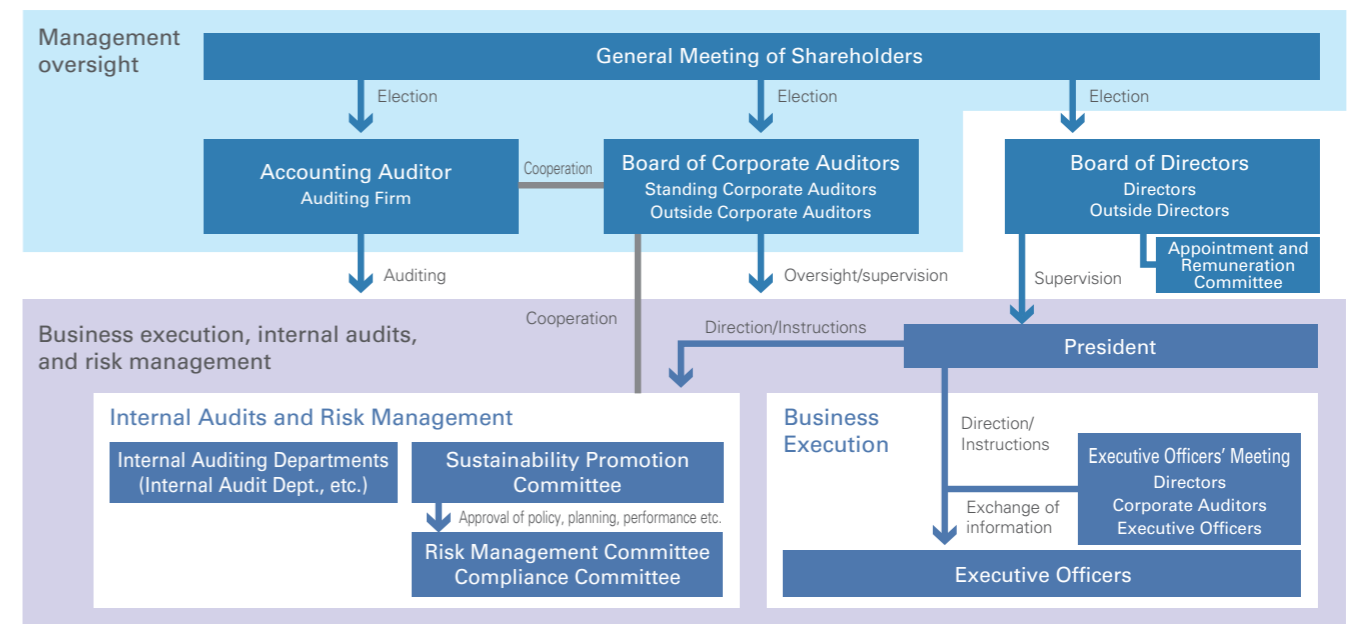 Management
oversight
General Meeting of Shareholders
Election
Election
Election
Accounting Auditor
Auditing Firm
Cooperation
Board of Corporate Auditors
Standing Corporate Auditors
Outside Corporate Auditors
Board of Directors
Directors
Outside Directors
Appointment and
Remuneration
Committee
Auditing
Oversight/supervision
Supervision
Cooperation
Business execution, internal audits,
and risk management
Direction/Instructions
President
Internal Audits and Risk Management
Internal Auditing Departments
(Internal Audit Dept., etc.)
Sustainability Promotion
Committee
Approval of policy, planning, performance etc.
Risk Management Committee
Compliance Committee
Business
Execution
Direction/
Instructions
Executive Officers' Meeting
Directors
Corporate Auditors
Executive Officers
Exchange of
information
Executive Officers